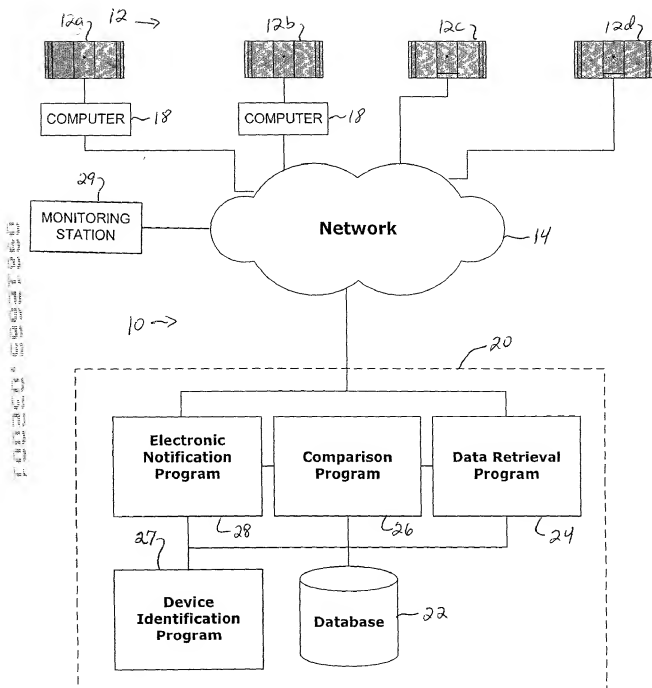 12a 12 → 12b 12c 12d
COMPUTER 18 COMPUTER 18
29
MONITORING
STATION
Network
14
10 →
20
Electronic
Notification
Program
28
Comparison
Program
26
Data Retrieval
Program
24
27
Device
Identification
Program
Database
22